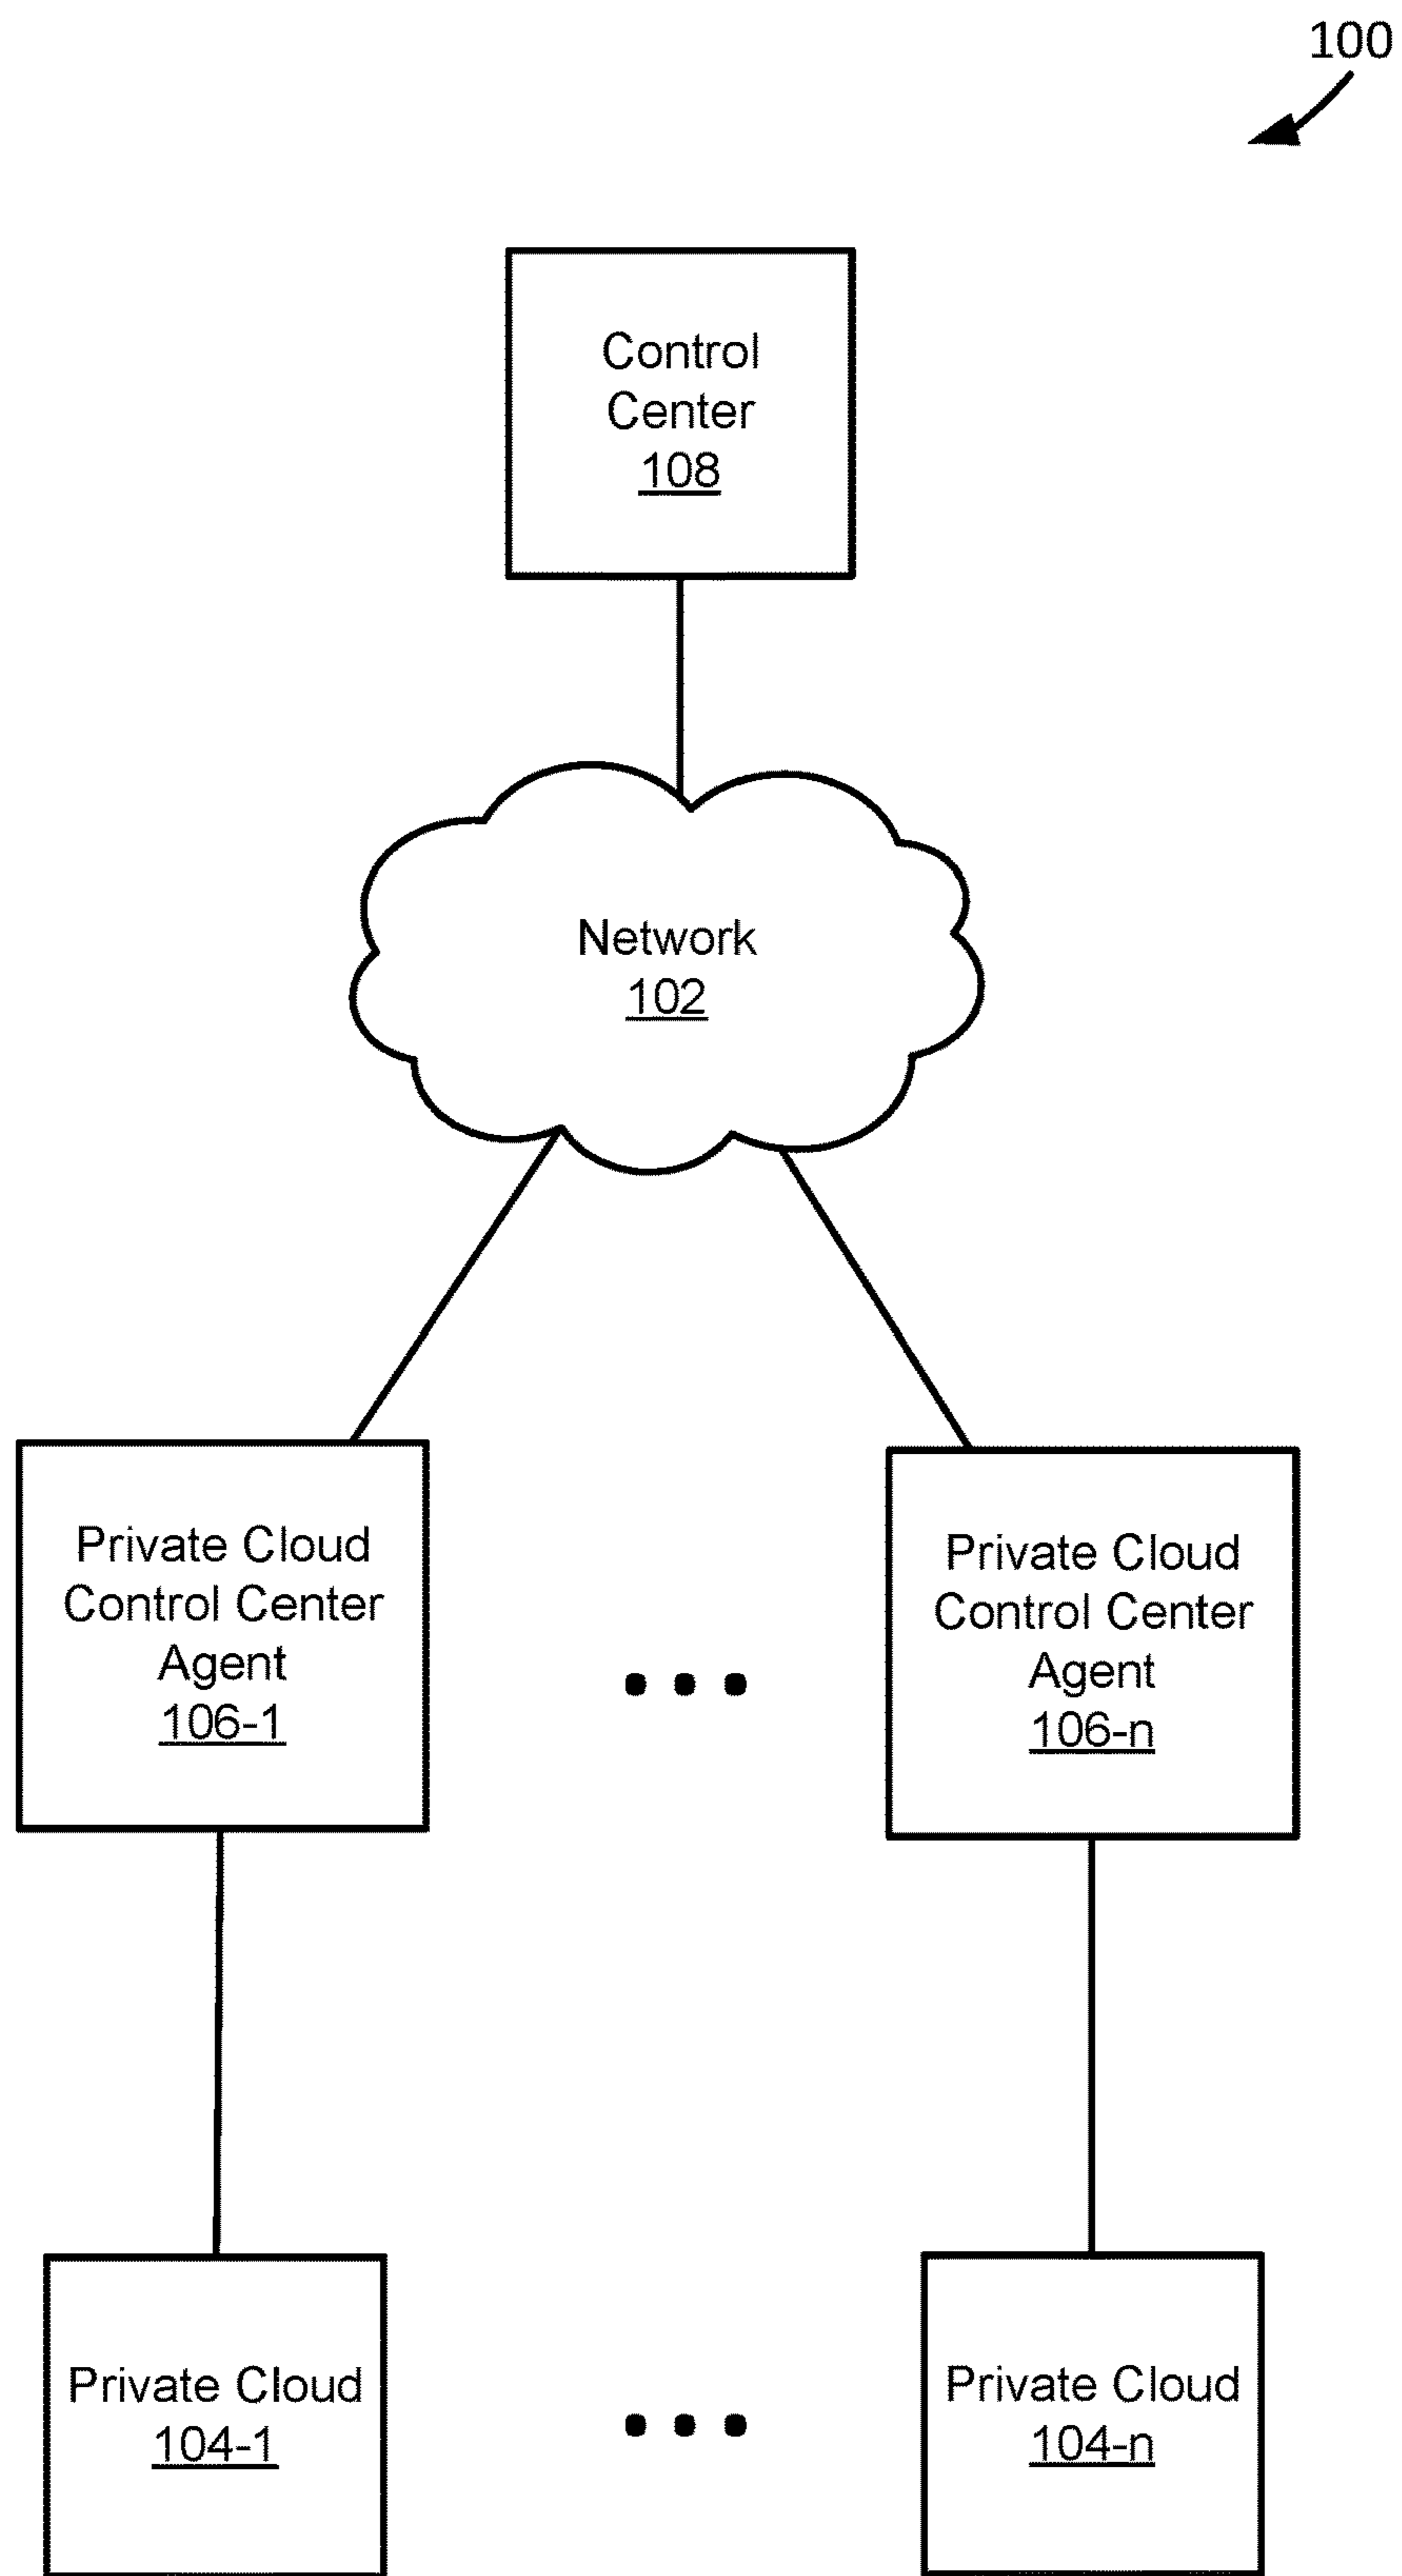 100
Control
Center
108
Network
102
Private Cloud
Control Center
Agent
106-1
Private Cloud
Control Center
Agent
106-n
Private Cloud
104-1
Private Cloud
104-n